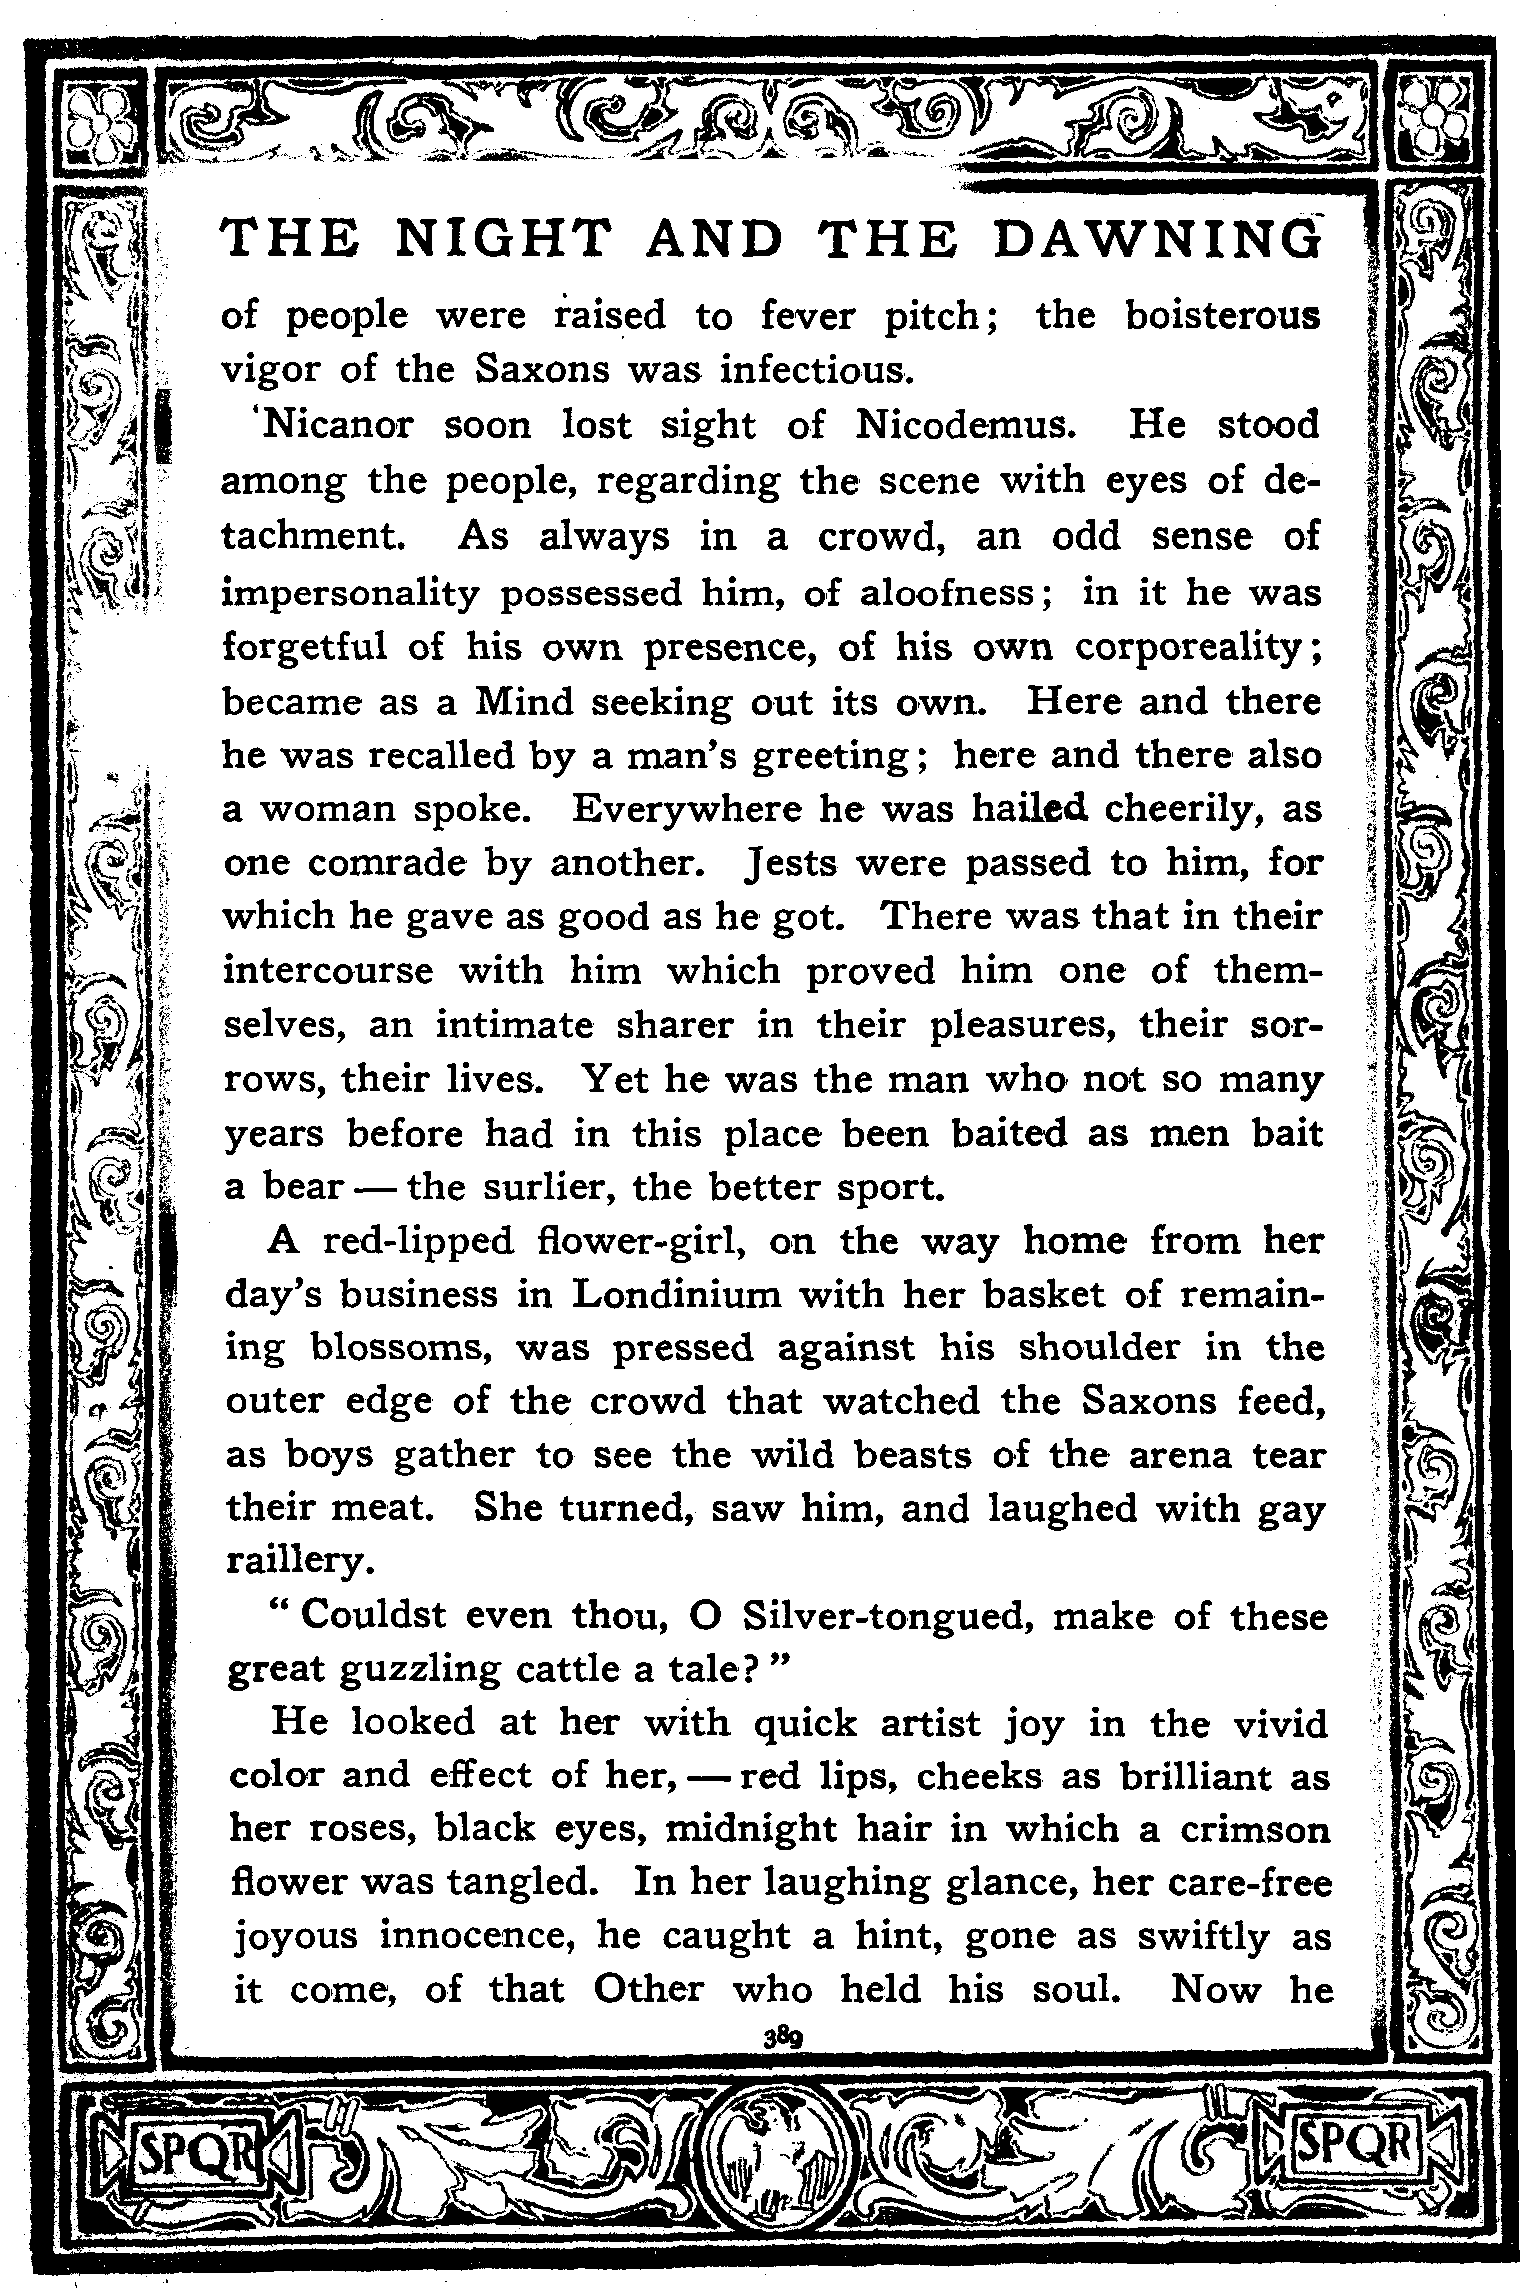 THE NIGHT AND THE DAWNING
of people were raised to fever pitch; the boisterous
vigor of the Saxons was infectious.
'Nicanor soon lost sight of Nicodemus. He stood
among the people, regarding the scene with eyes of de-
tachment. As always in a crowd, an odd sense of
impersonality possessed him, of aloofness; in it he was
forgetful of his own presence, of his own corporeality;
became as a Mind seeking out its own. Here and there
he was recalled by a man's greeting; here and there also
a woman spoke. Everywhere he was hailed cheerily, as
one comrade by another. Jests were passed to him, for
which he gave as good as he got. There was that in their
intercourse with him which proved him one of them-
selves, an intimate sharer in their pleasures, their sor-
rows, their lives. Yet he was the man who not so many
years before had in this place been baited as men bait
a bear — the surlier, the better sport.
A red-lipped flower-girl, on the way home from her
day's business in Londinium with her basket of remain-
ing blossoms, was pressed against his shoulder in the
outer edge of the crowd that watched the Saxons feed,
as boys gather to see the wild beasts of the arena tear
their meat. She turned, saw him, and laughed with gay
raillery.
"Couldst even thou, O Silver-tongued, make of these
great guzzling cattle a tale?"
He looked at her with quick artist joy in the vivid
color and effect of her, — red lips, cheeks as brilliant as
her roses, black eyes, midnight hair in which a crimson
flower was tangled. In her laughing glance, her care-free
joyous innocence, he caught a hint, gone as swiftly as
it come, of that Other who held his soul. Now he
389
SPQR SPQR